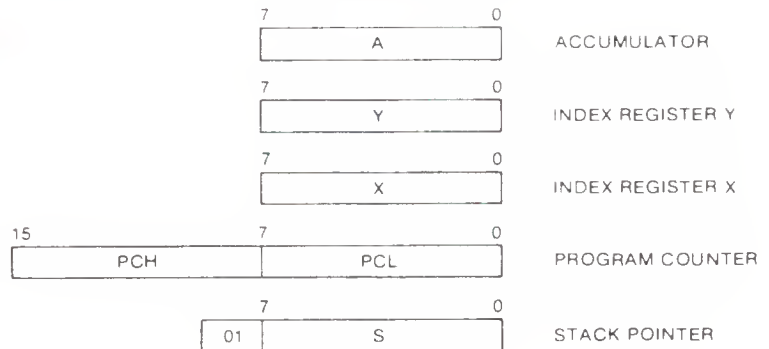 7 0
A ACCUMULATOR
7 0
Y INDEX REGISTER Y
7 0
X INDEX REGISTER X
15 7 0
PCH PCL PROGRAM COUNTER
7 0
01 S STACK POINTER